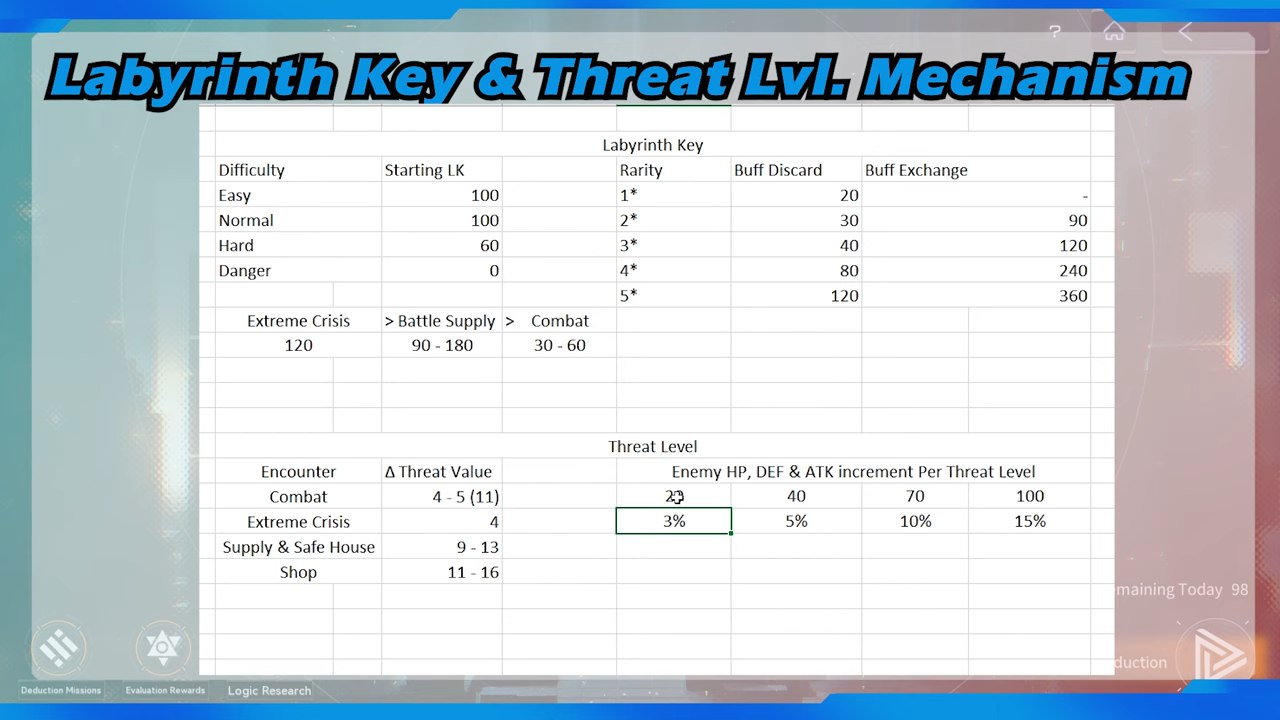 Labyrinth Key & Threat Lvl. Mechanism
Labyrinth Key
Difficulty Starting LK Rarity Buff Discard Buff Exchange
Easy 100 1* 20 -
Normal 100 2* 30 90
Hard 60 3* 40 120
Danger 0 4* 80 240
5* 120 360
Extreme Crisis > Battle Supply > Combat
120 90 - 180 30 - 60
Threat Level
Encounter Δ Threat Value Enemy HP, DEF & ATK increment Per Threat Level
Combat 4 - 5 (11) 40 70 100
Extreme Crisis 4 3% 5% 10% 15%
Supply & Safe House 9 - 13
Shop 11 - 16
emaining Today 98
duction
Deduction Missions Evaluation Rewards Logic Research